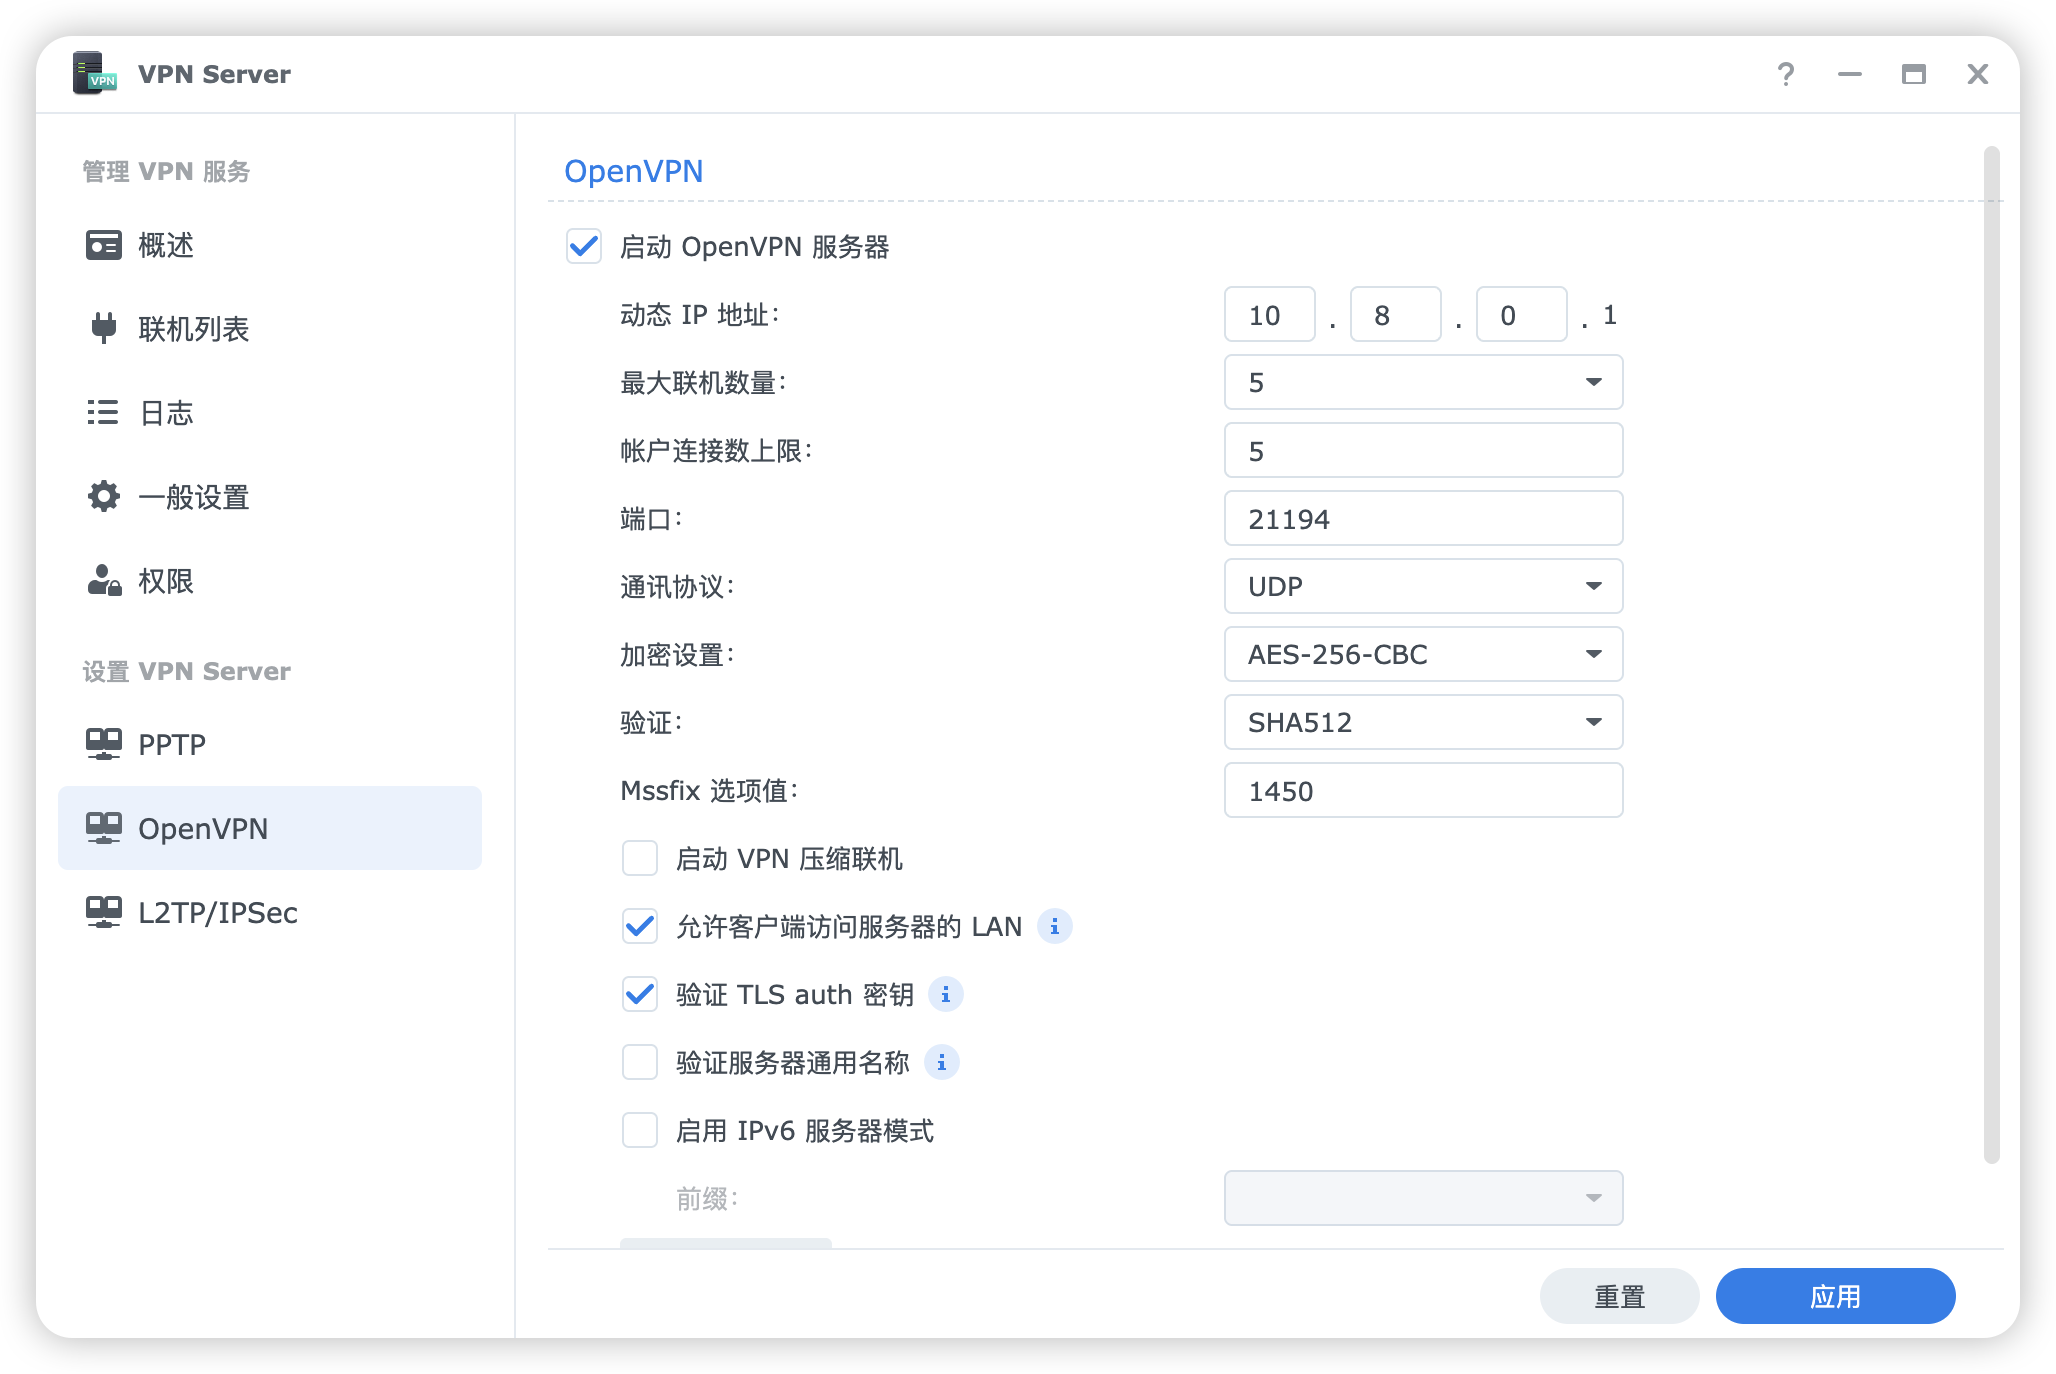 VPN
VPN Server
管理 VPN 服务
概述
联机列表
日志
一般设置
权限
设置 VPN Server
PPTP
OpenVPN
L2TP/IPSec
OpenVPN
启动 OpenVPN 服务器
动态 IP 地址: 10 . 8 . 0 . 1
最大联机数量: 5
帐户连接数上限: 5
端口: 21194
通讯协议: UDP
加密设置: AES-256-CBC
验证: SHA512
Mssfix 选项值: 1450
启动 VPN 压缩联机
允许客户端访问服务器的 LAN
验证 TLS auth 密钥
验证服务器通用名称
启用 IPv6 服务器模式
前缀:
重置 应用